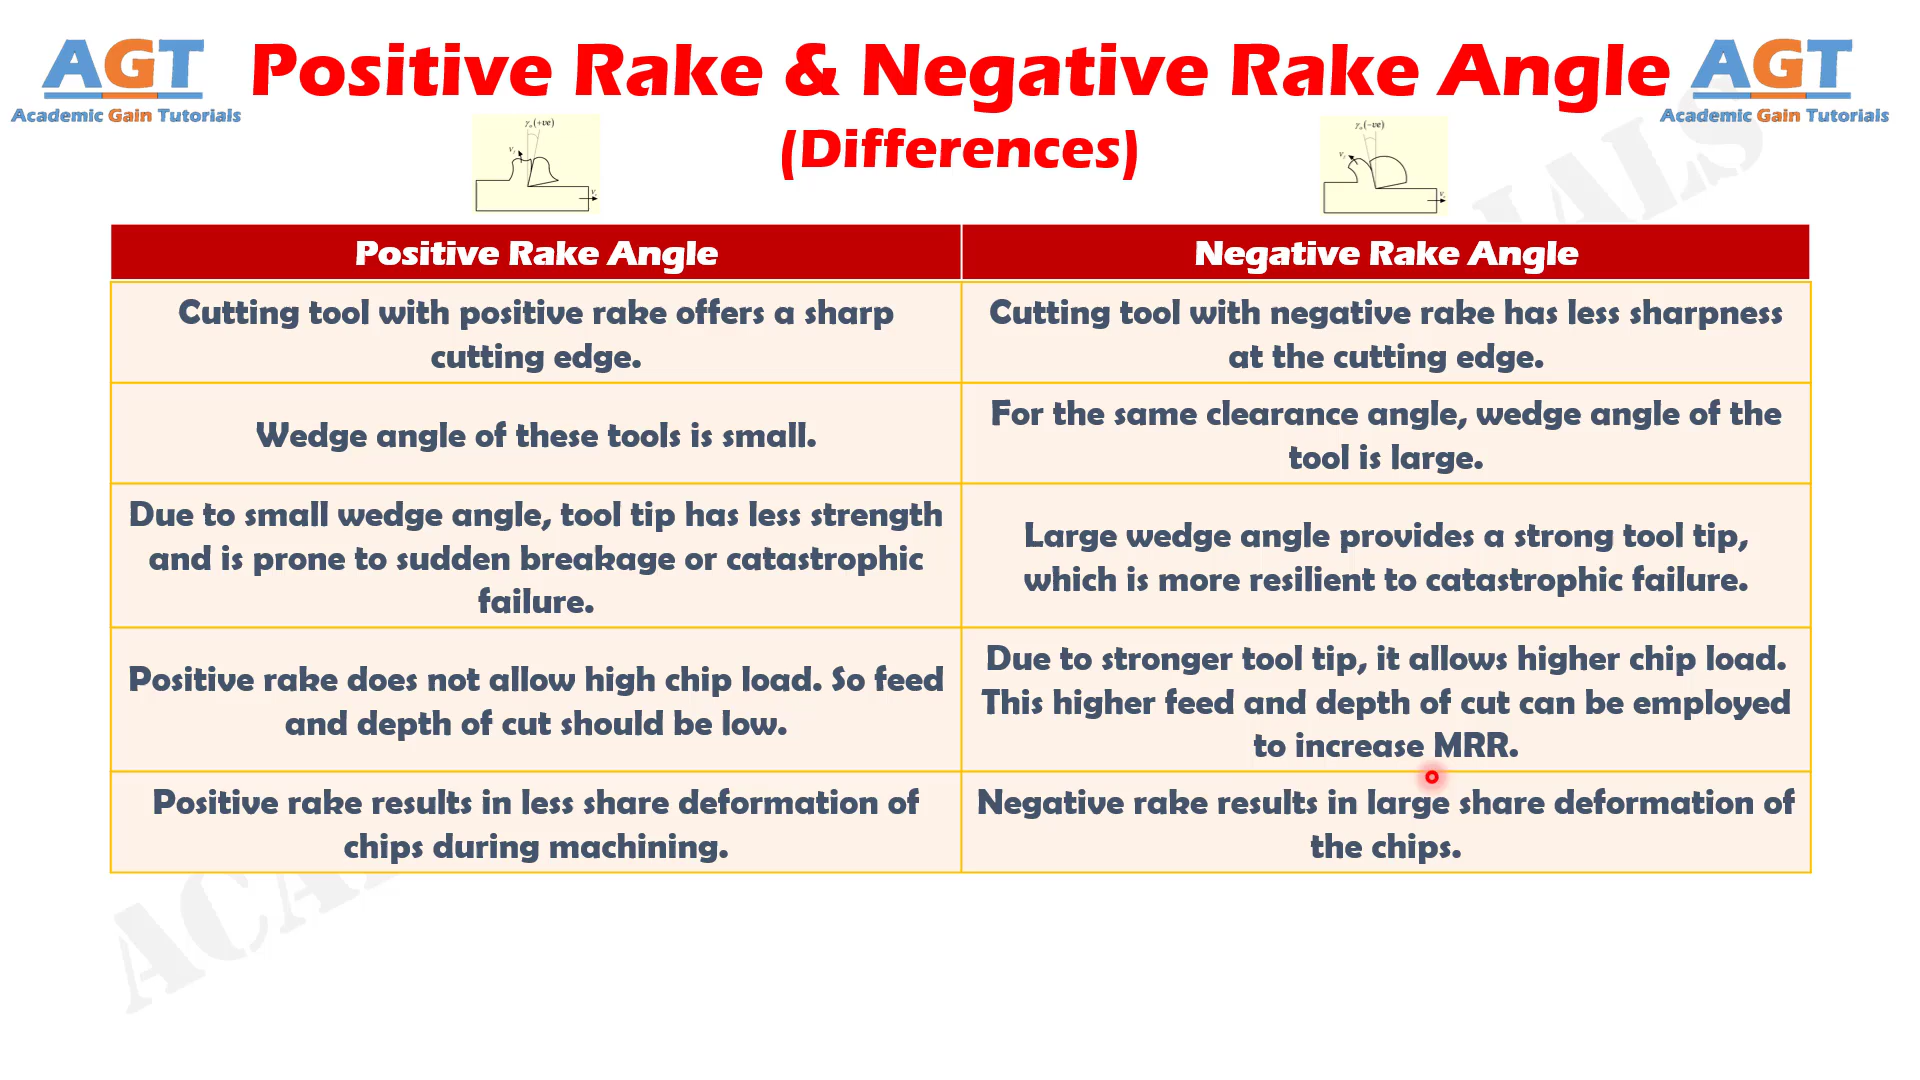 AGT
Academic Gain Tutorials
Positive Rake & Negative Rake Angle
(Differences)
AGT
Academic Gain Tutorials
γₒ(+ve)
γₒ(−ve)
Positive Rake Angle
Negative Rake Angle
Cutting tool with positive rake offers a sharp
cutting edge.
Cutting tool with negative rake has less sharpness
at the cutting edge.
Wedge angle of these tools is small.
For the same clearance angle, wedge angle of the
tool is large.
Due to small wedge angle, tool tip has less strength
and is prone to sudden breakage or catastrophic
failure.
Large wedge angle provides a strong tool tip,
which is more resilient to catastrophic failure.
Positive rake does not allow high chip load. So feed
and depth of cut should be low.
Due to stronger tool tip, it allows higher chip load.
This higher feed and depth of cut can be employed
to increase MRR.
Positive rake results in less share deformation of
chips during machining.
Negative rake results in large share deformation of
the chips.